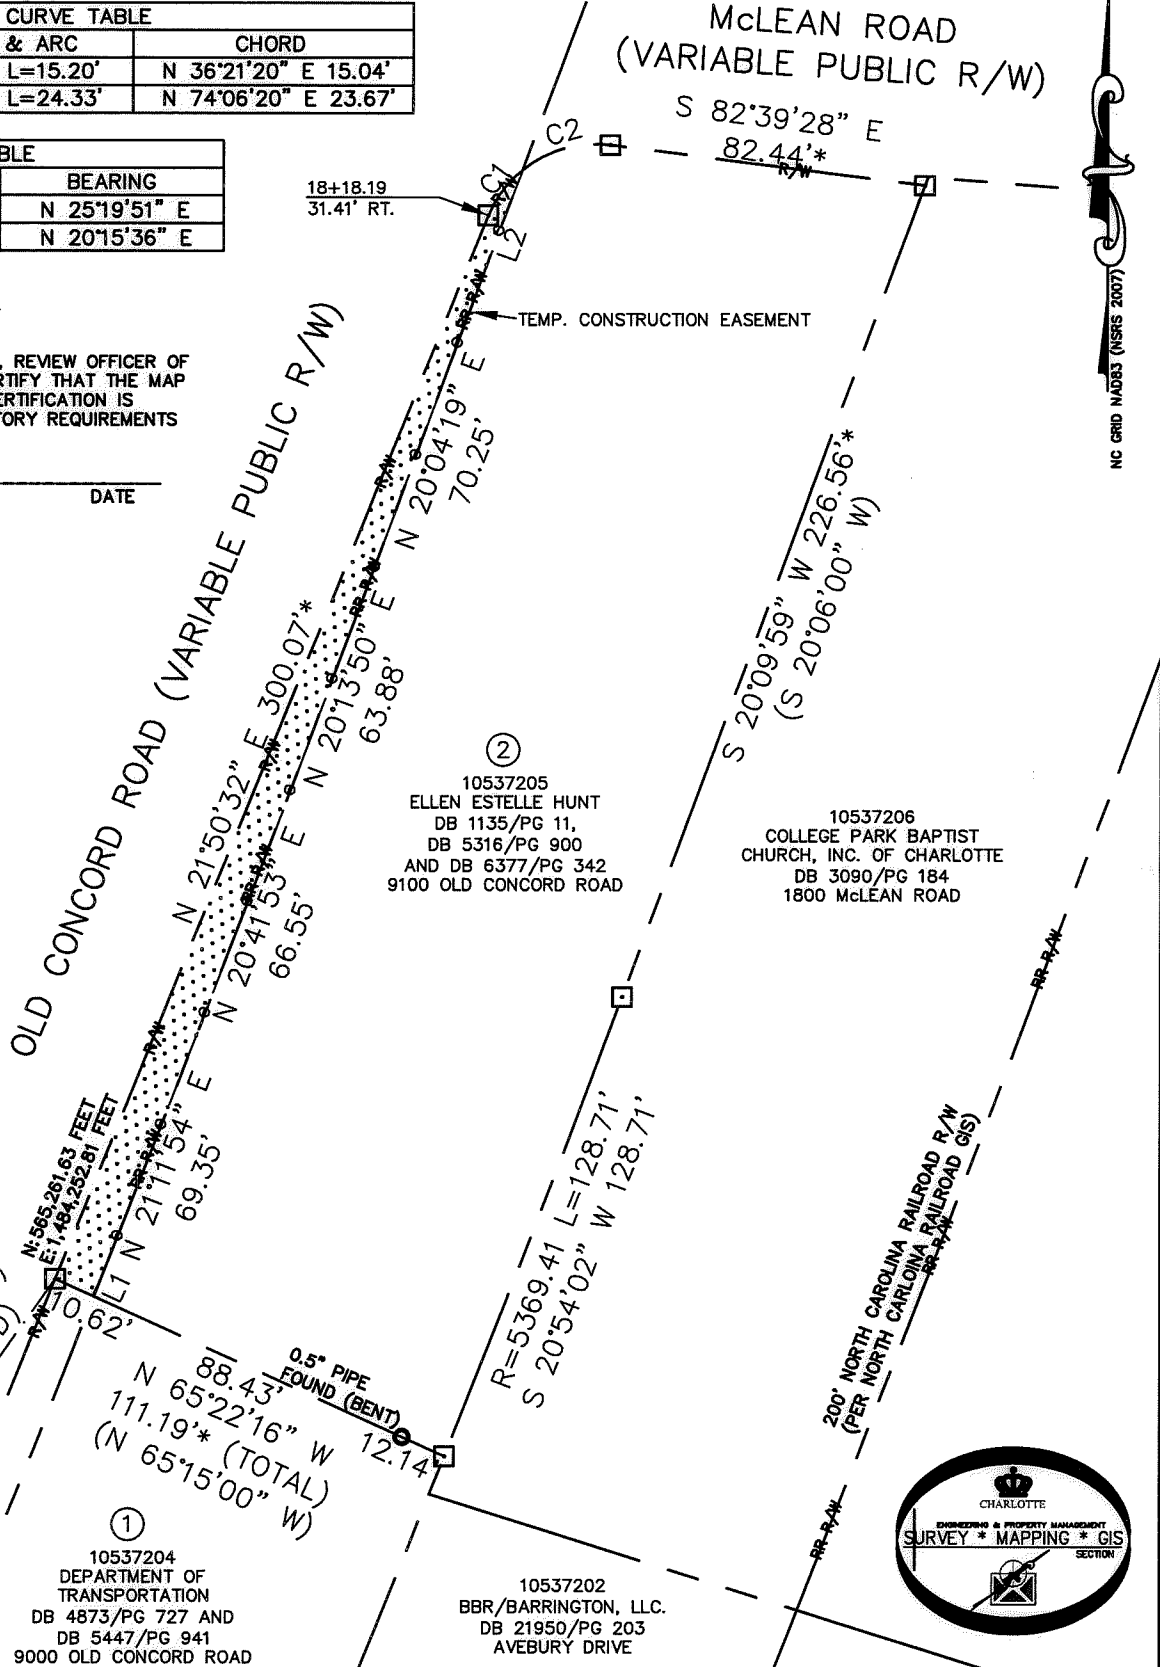 CURVE TABLE
& ARC CHORD
L=15.20' N 36°21'20" E 15.04'
L=24.33' N 74°06'20" E 23.67'
BLE
BEARING
N 25°19'51" E
N 20°15'36" E
McLEAN ROAD
(VARIABLE PUBLIC R/W)
S 82°39'28" E
82.44'*
R/W
C2
C1
R/W
L2
18+18.19
31.41' RT.
RR R/W
TEMP. CONSTRUCTION EASEMENT
NC GRID NAD83 (NSRS 2007)
, REVIEW OFFICER OF
RTIFY THAT THE MAP
ERTIFICATION IS
TORY REQUIREMENTS
DATE
OLD CONCORD ROAD (VARIABLE PUBLIC R/W)
N 20°04'19" E
70.25'
R/W
RR R/W
N 20°13'50" E
63.88'
N 21°50'32" E 300.07'*
R/W
RR R/W
N 20°41'53" E
66.55'
R/W
RR R/W
N 21°11'54" E
69.35'
S 20°09'59" W 226.56'*
(S 20°06'00" W)
2
10537205
ELLEN ESTELLE HUNT
DB 1135/PG 11,
DB 5316/PG 900
AND DB 6377/PG 342
9100 OLD CONCORD ROAD
10537206
COLLEGE PARK BAPTIST
CHURCH, INC. OF CHARLOTTE
DB 3090/PG 184
1800 McLEAN ROAD
RR R/W
N: 565,261.63 FEET
E: 1,484,252.81 FEET
R/W
L1
10.62'
88.43'
N 65°22'16" W
111.19'* (TOTAL)
(N 65°15'00" W)
0.5" PIPE
FOUND (BENT)
12.14'
R=5369.41 L=128.71'
S 20°54'02" W 128.71'
200' NORTH CAROLINA RAILROAD R/W
(PER NORTH CARLOINA RAILROAD GIS)
RR R/W
RR R/W
1
10537204
DEPARTMENT OF
TRANSPORTATION
DB 4873/PG 727 AND
DB 5447/PG 941
9000 OLD CONCORD ROAD
10537202
BBR/BARRINGTON, LLC.
DB 21950/PG 203
AVEBURY DRIVE
CHARLOTTE
ENGINEERING & PROPERTY MANAGEMENT
SURVEY * MAPPING * GIS
SECTION